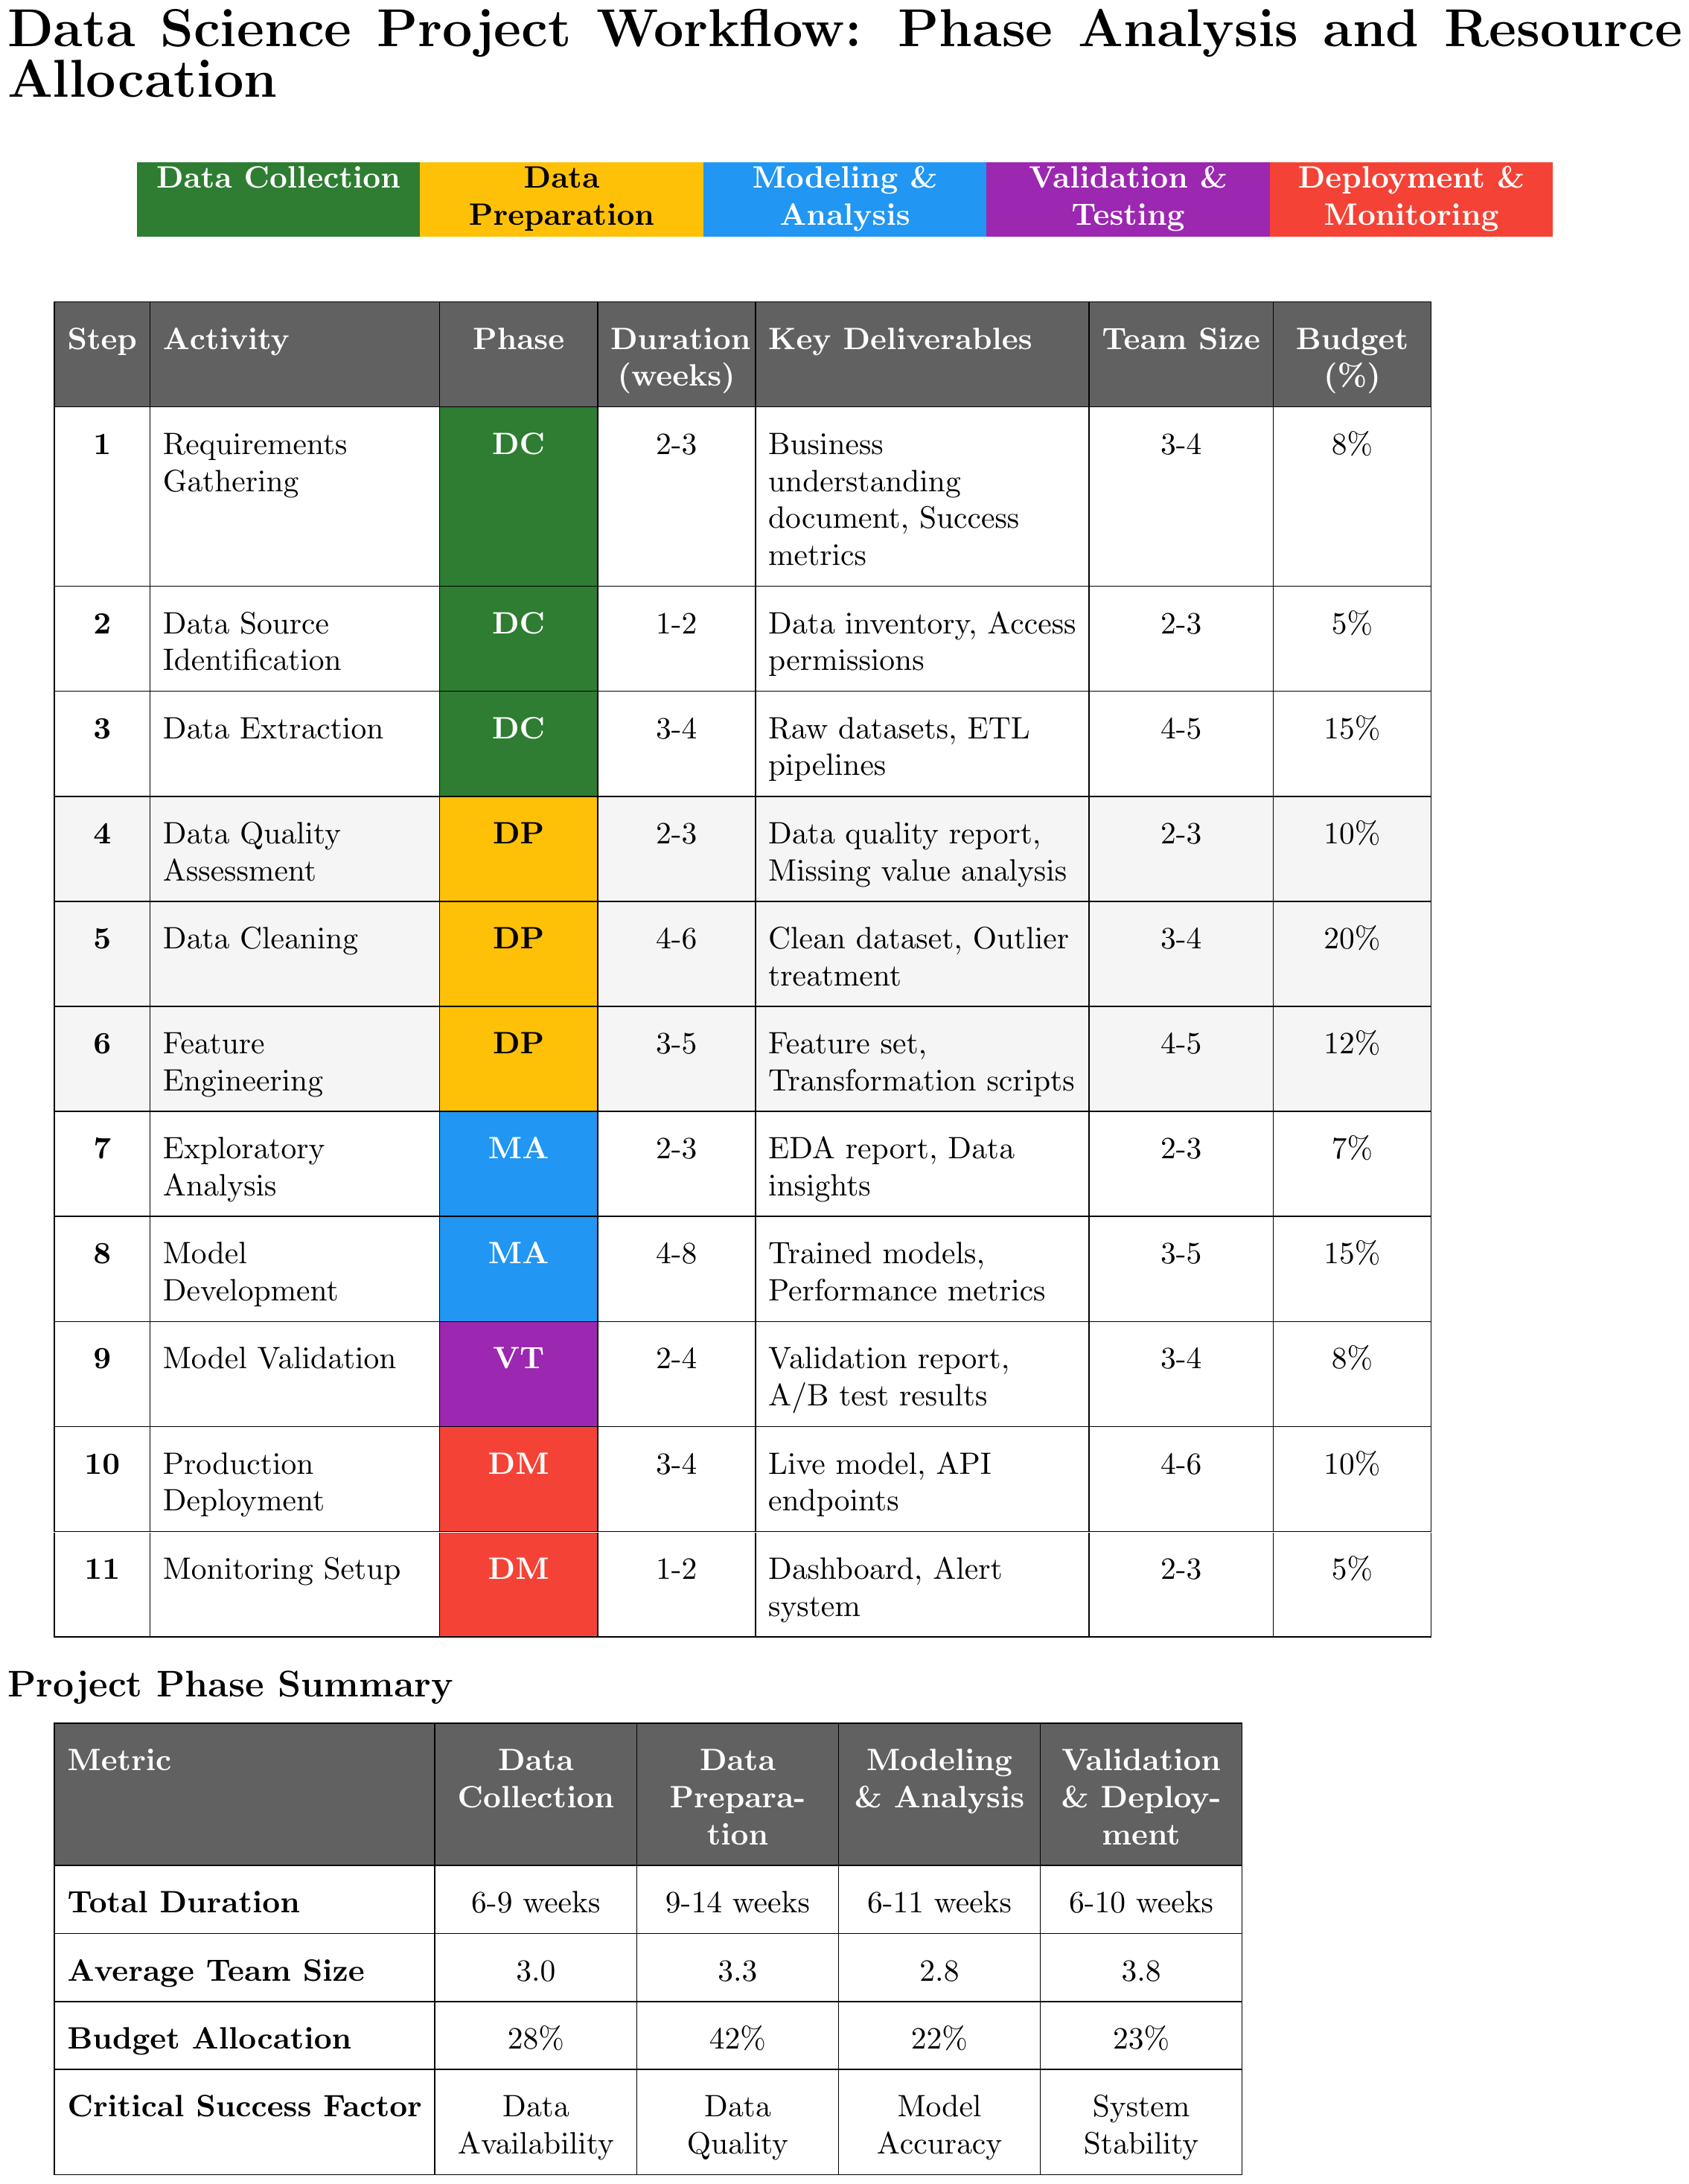 Data Science Project Workflow: Phase Analysis and Resource
Allocation
Data Collection
Data
Preparation
Modeling &
Analysis
Validation &
Testing
Deployment &
Monitoring
Step
Activity
Phase
Duration
(weeks)
Key Deliverables
Team Size
Budget
(%)
1
Requirements
Gathering
DC
2-3
Business
understanding
document, Success
metrics
3-4
8%
2
Data Source
Identification
DC
1-2
Data inventory, Access
permissions
2-3
5%
3
Data Extraction
DC
3-4
Raw datasets, ETL
pipelines
4-5
15%
4
Data Quality
Assessment
DP
2-3
Data quality report,
Missing value analysis
2-3
10%
5
Data Cleaning
DP
4-6
Clean dataset, Outlier
treatment
3-4
20%
6
Feature
Engineering
DP
3-5
Feature set,
Transformation scripts
4-5
12%
7
Exploratory
Analysis
MA
2-3
EDA report, Data
insights
2-3
7%
8
Model
Development
MA
4-8
Trained models,
Performance metrics
3-5
15%
9
Model Validation
VT
2-4
Validation report,
A/B test results
3-4
8%
10
Production
Deployment
DM
3-4
Live model, API
endpoints
4-6
10%
11
Monitoring Setup
DM
1-2
Dashboard, Alert
system
2-3
5%
Project Phase Summary
Metric
Data
Collection
Data
Prepara-
tion
Modeling
& Analysis
Validation
& Deploy-
ment
Total Duration
6-9 weeks
9-14 weeks
6-11 weeks
6-10 weeks
Average Team Size
3.0
3.3
2.8
3.8
Budget Allocation
28%
42%
22%
23%
Critical Success Factor
Data
Availability
Data
Quality
Model
Accuracy
System
Stability